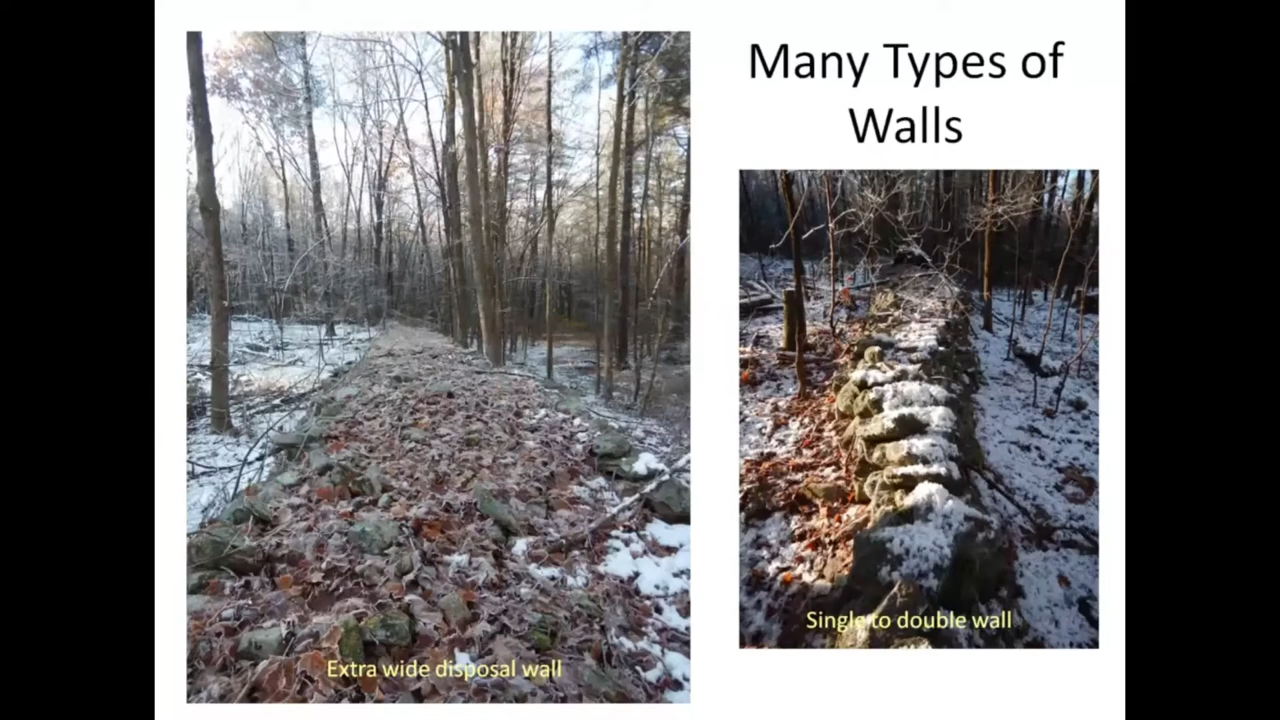 Many Types of
Walls
Extra wide disposal wall
Single to double wall